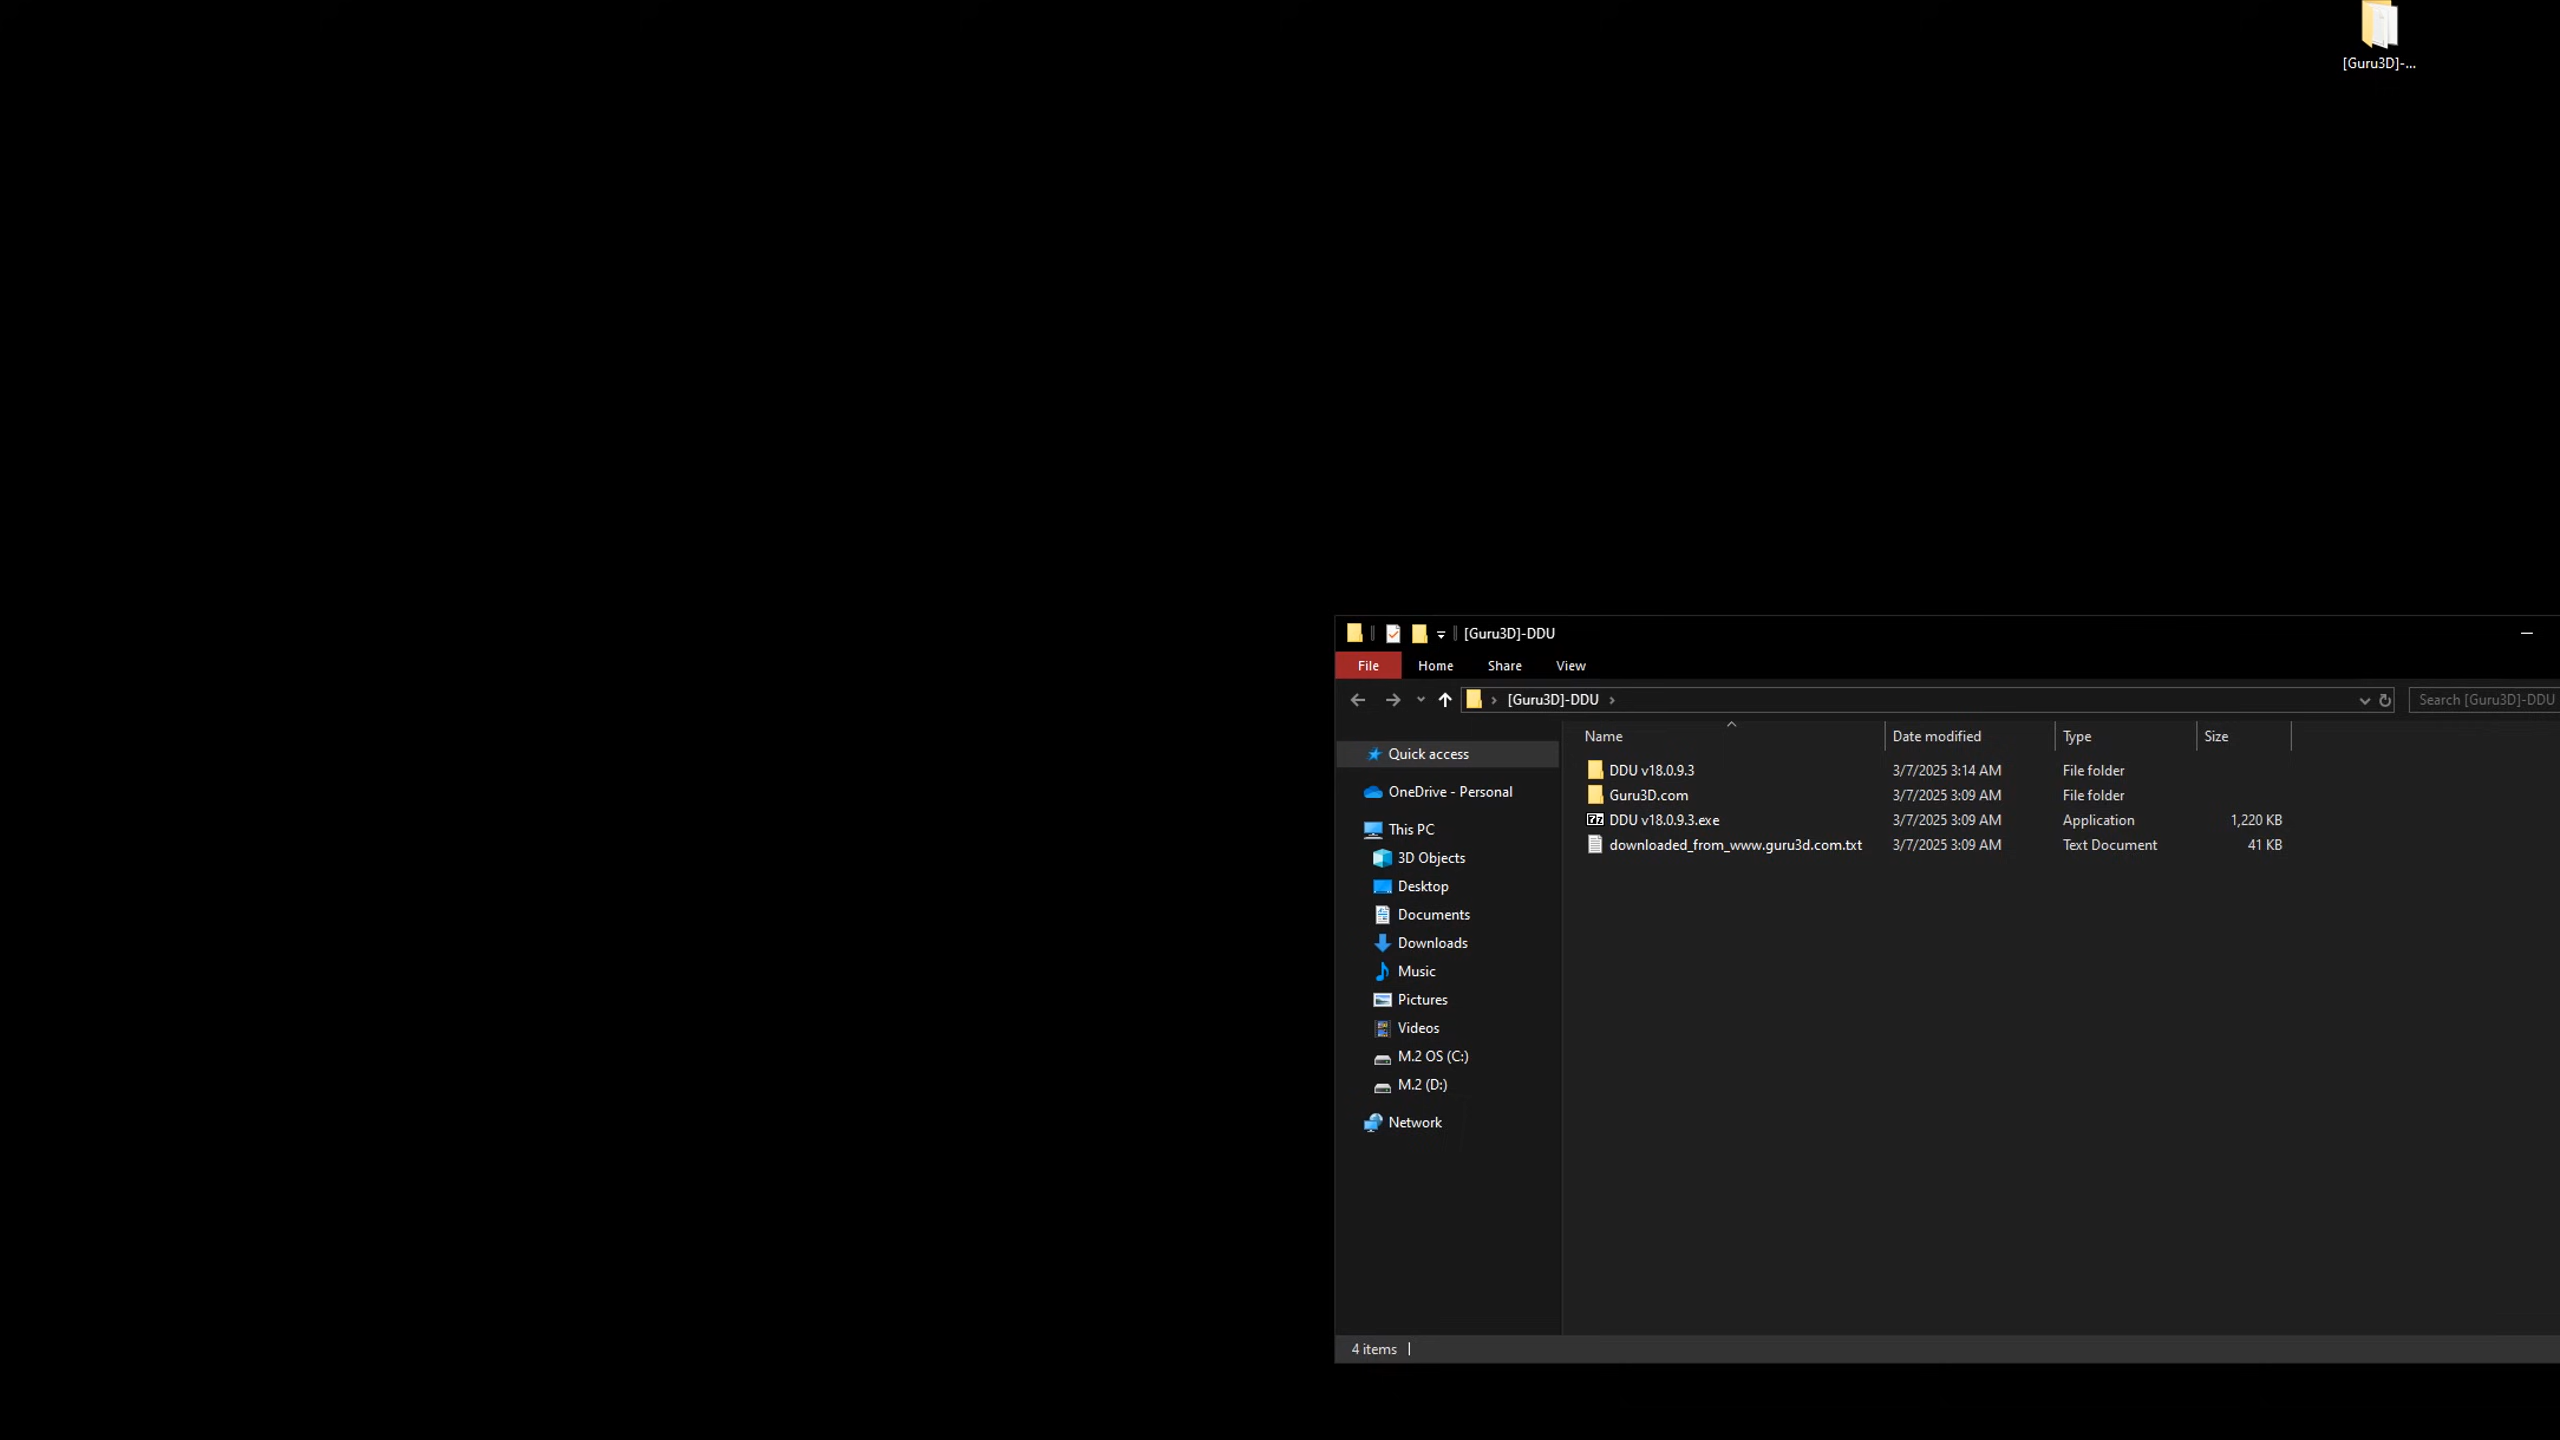 [Guru3D]-...
[Guru3D]-DDU
File Home Share View
[Guru3D]-DDU
Search [Guru3D]-DDU
Name Date modified Type Size
Quick access
OneDrive - Personal
This PC
3D Objects
Desktop
Documents
Downloads
Music
Pictures
Videos
M.2 OS (C:)
M.2 (D:)
Network
DDU v18.0.9.3 3/7/2025 3:14 AM File folder
Guru3D.com 3/7/2025 3:09 AM File folder
DDU v18.0.9.3.exe 3/7/2025 3:09 AM Application 1,220 KB
downloaded_from_www.guru3d.com.txt 3/7/2025 3:09 AM Text Document 41 KB
4 items